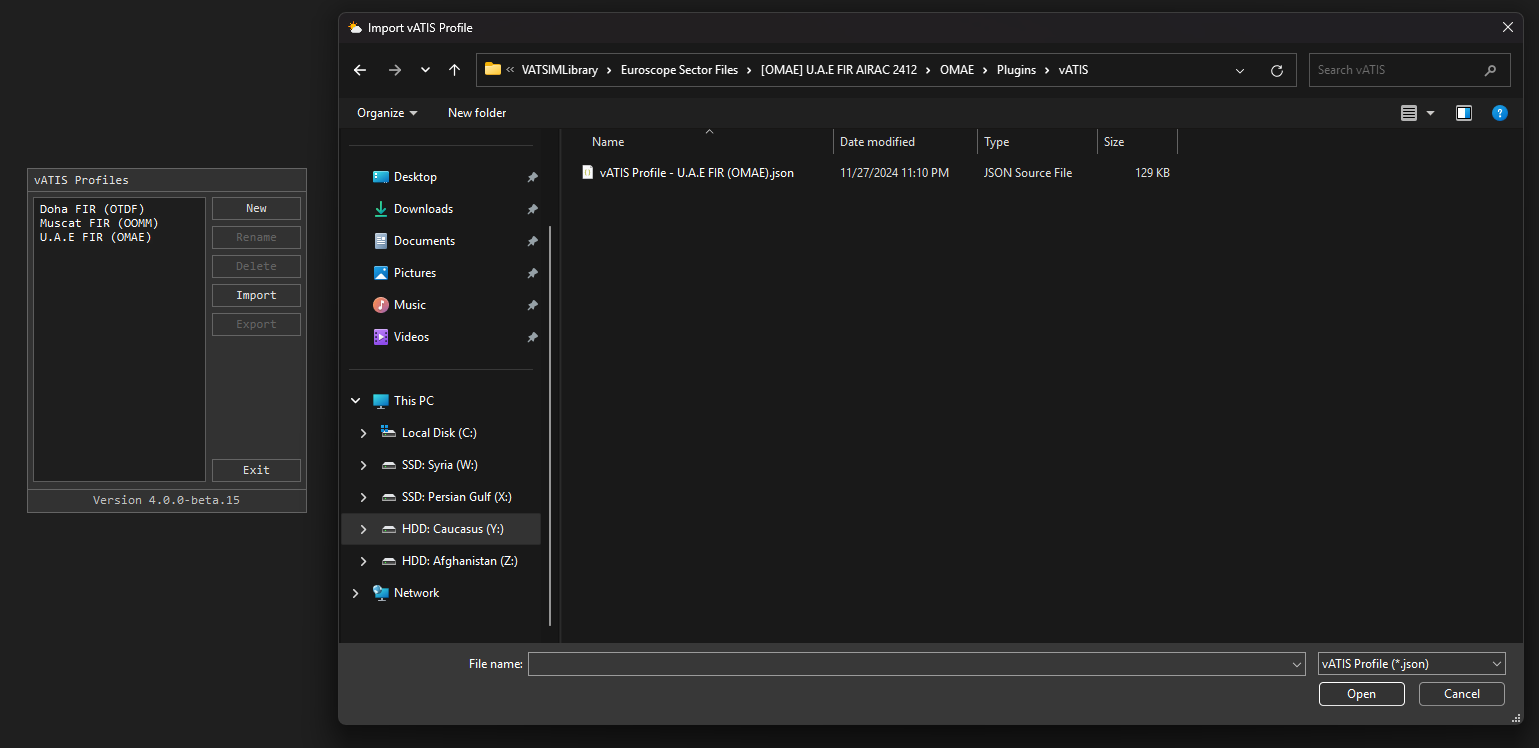 vATIS Profiles
Doha FIR (OTDF)
Muscat FIR (OOMM)
U.A.E FIR (OMAE)
New
Rename
Delete
Import
Export
Exit
Version 4.0.0-beta.15
Import vATIS Profile
« VATSIMLibrary > Euroscope Sector Files > [OMAE] U.A.E FIR AIRAC 2412 > OMAE > Plugins > vATIS
Search vATIS
Organize New folder
Desktop
Downloads
Documents
Pictures
Music
Videos
This PC
Local Disk (C:)
SSD: Syria (W:)
SSD: Persian Gulf (X:)
HDD: Caucasus (Y:)
HDD: Afghanistan (Z:)
Network
Name Date modified Type Size
vATIS Profile - U.A.E FIR (OMAE).json 11/27/2024 11:10 PM JSON Source File 129 KB
File name:
vATIS Profile (*.json)
Open Cancel